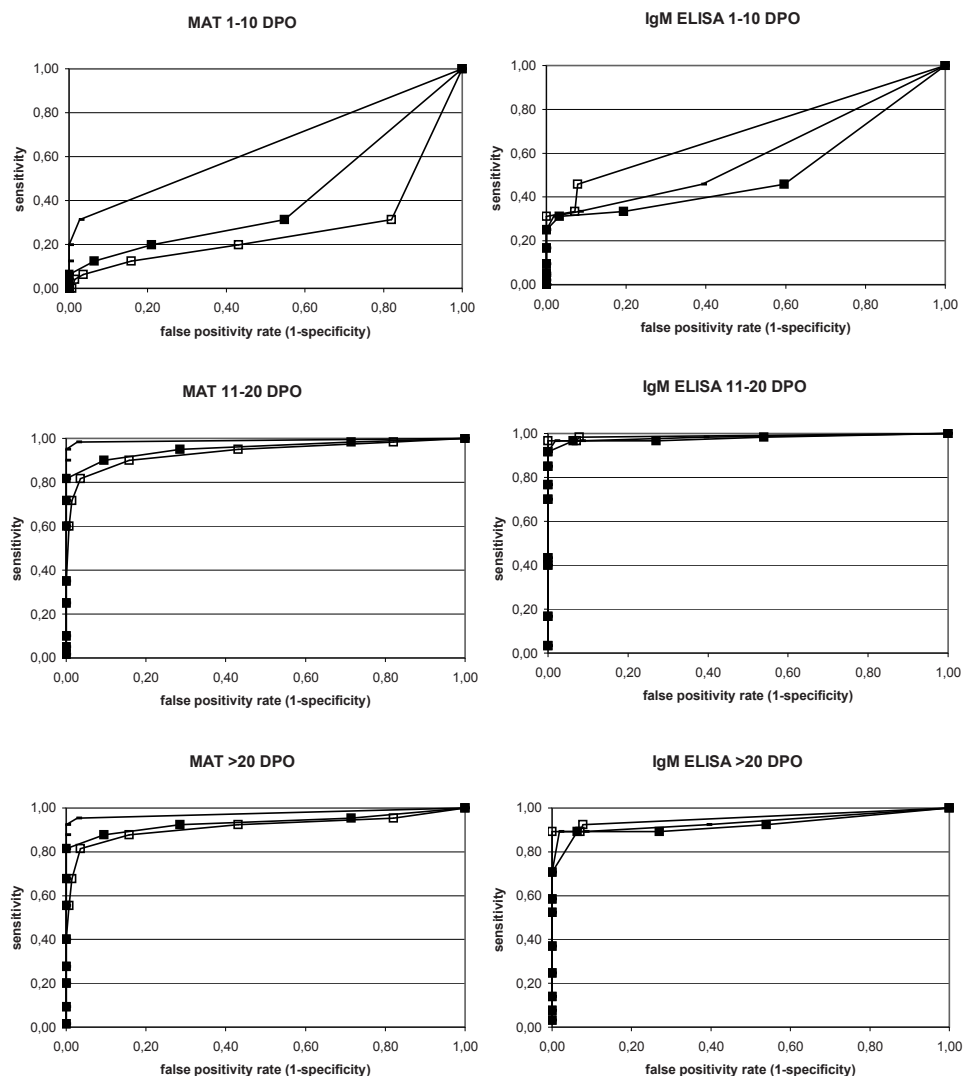 MAT 1-10 DPO
1,00
0,80
0,60
0,40
0,20
0,00
sensitivity
0,00 0,20 0,40 0,60 0,80 1,00
false positivity rate (1-specificity)
IgM ELISA 1-10 DPO
1,00
0,80
0,60
0,40
0,20
0,00
sensitivity
0,00 0,20 0,40 0,60 0,80 1,00
false positivity rate (1-specificity)
MAT 11-20 DPO
1,00
0,80
0,60
0,40
0,20
0,00
sensitivity
0,00 0,20 0,40 0,60 0,80 1,00
false positivity rate (1-specificity)
IgM ELISA 11-20 DPO
1,00
0,80
0,60
0,40
0,20
0,00
sensitivity
0,00 0,20 0,40 0,60 0,80 1,00
false positivity rate (1-specificity)
MAT >20 DPO
1,00
0,80
0,60
0,40
0,20
0,00
sensitivity
0,00 0,20 0,40 0,60 0,80 1,00
false positivity rate (1-specificity)
IgM ELISA >20 DPO
1,00
0,80
0,60
0,40
0,20
0,00
sensitivity
0,00 0,20 0,40 0,60 0,80 1,00
false positivity rate (1-specificity)